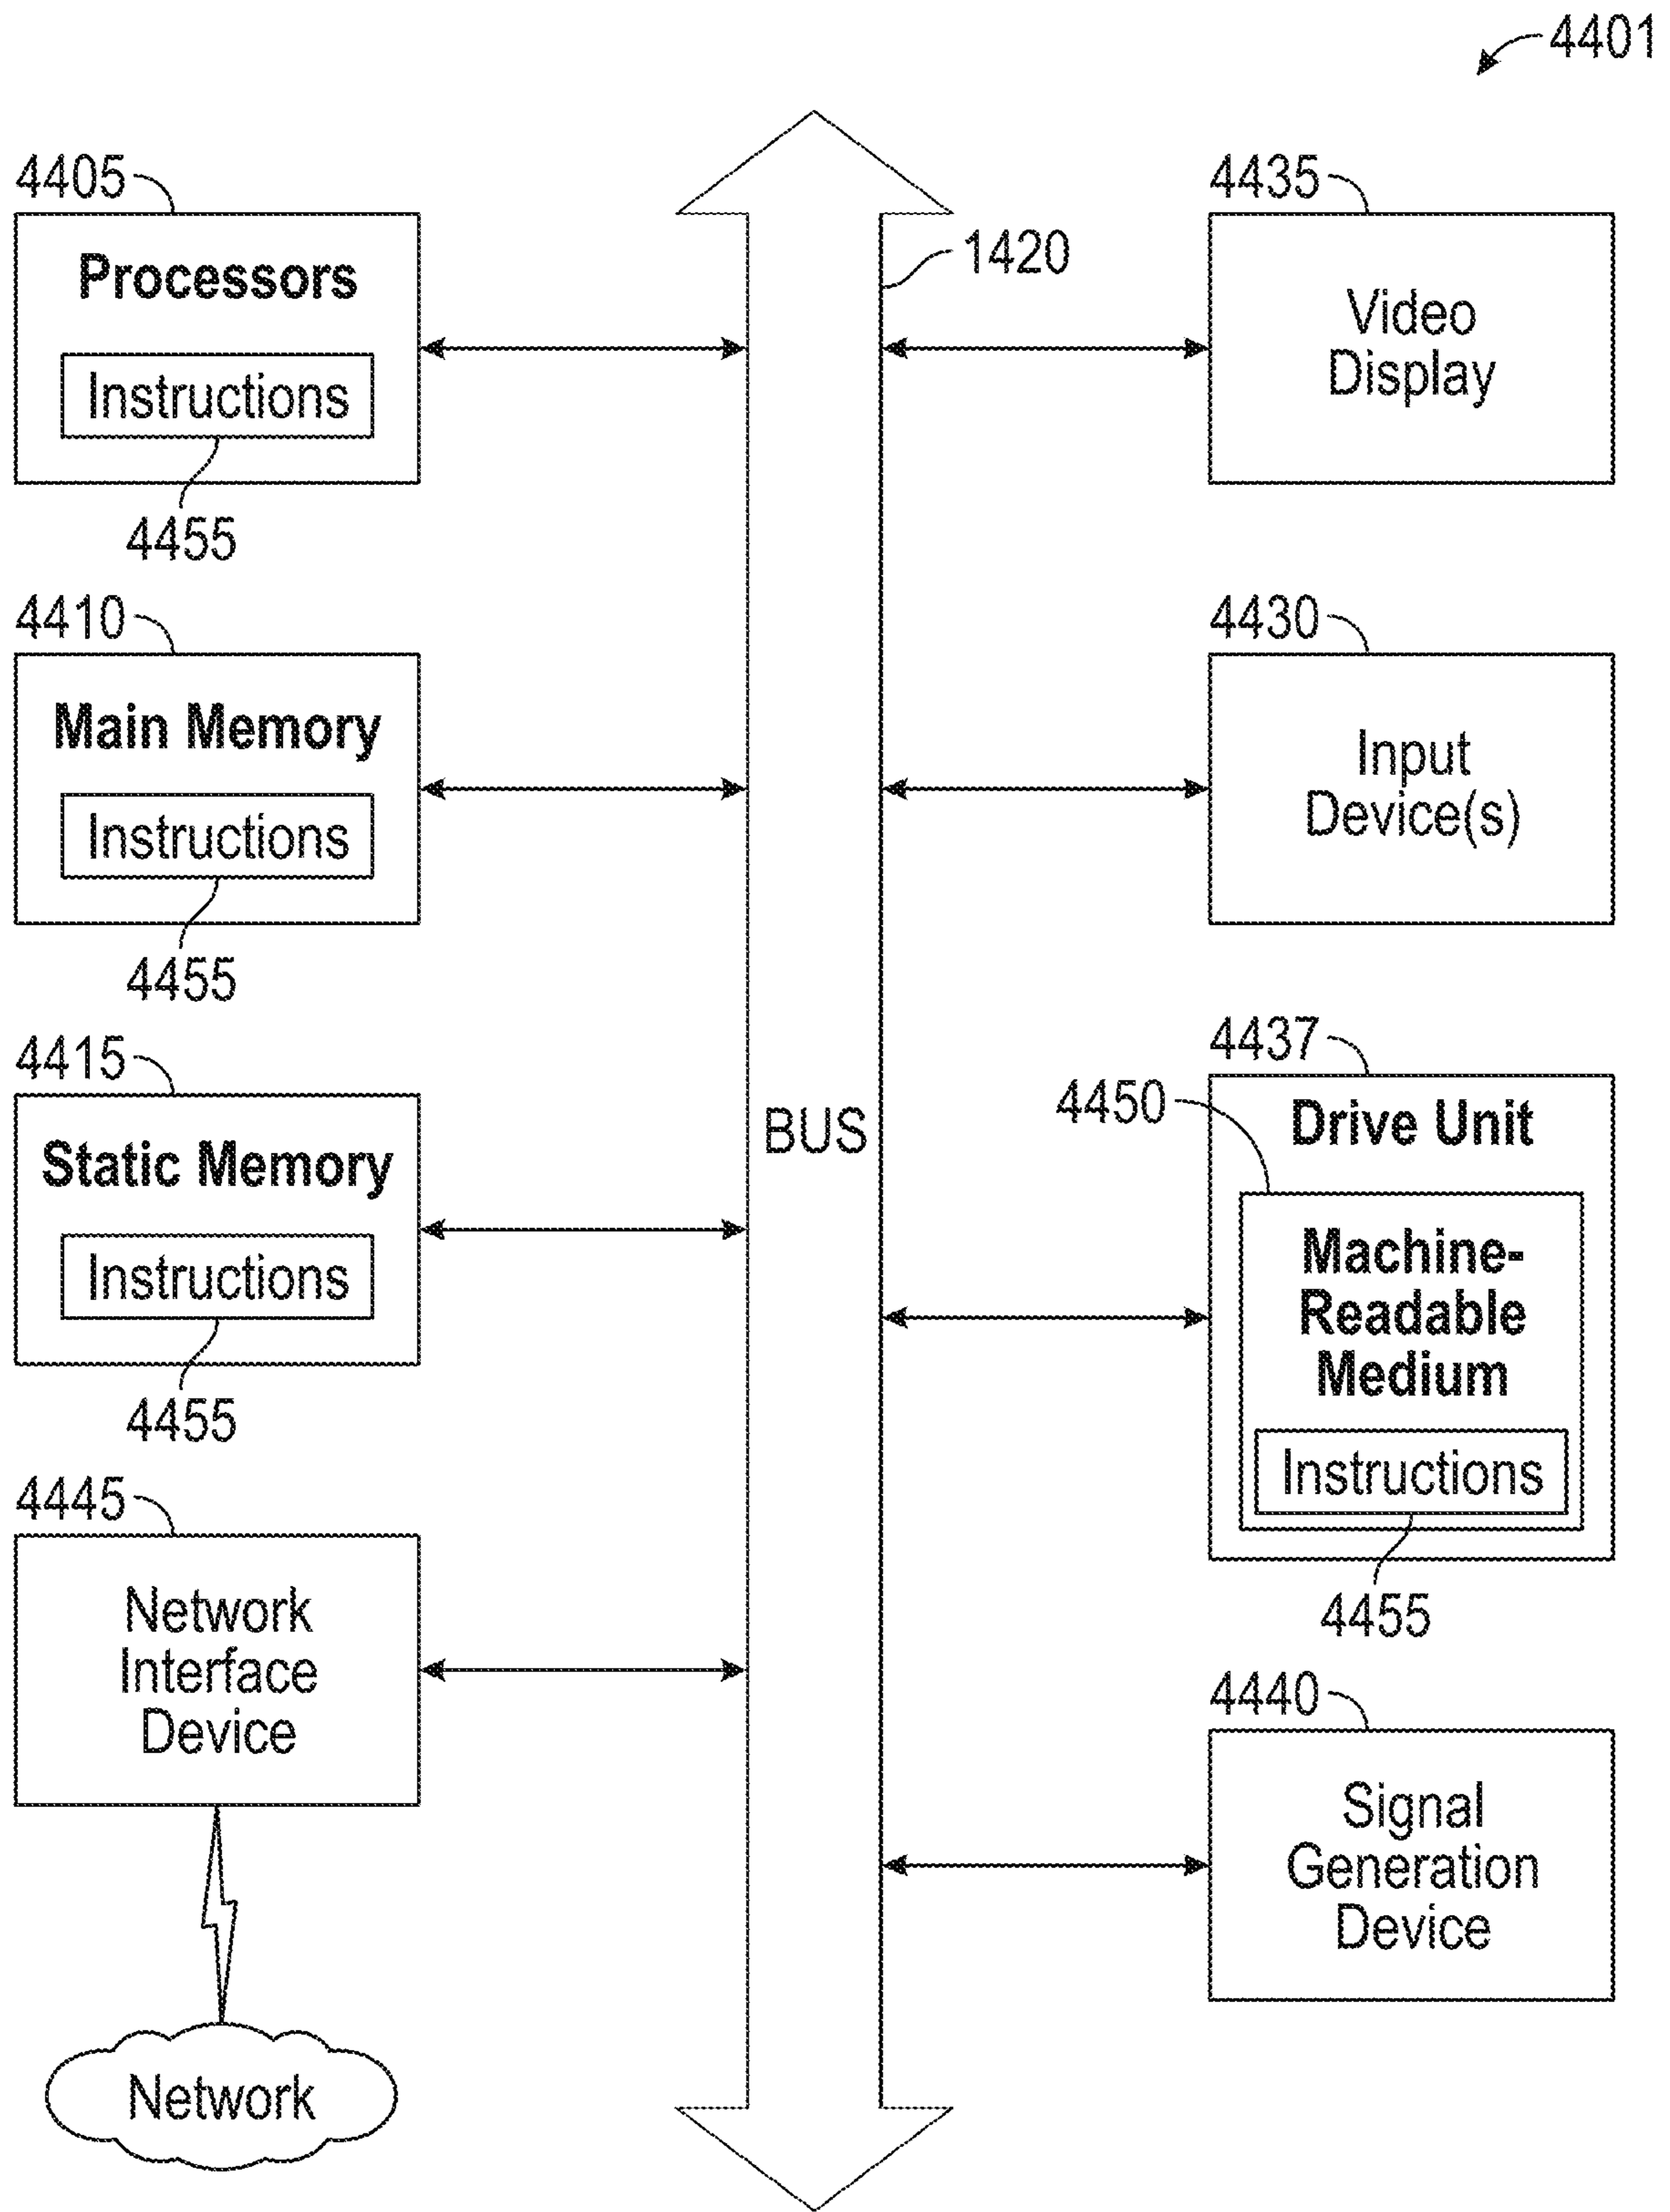 4401
4405
Processors
Instructions
4455
4410
Main Memory
Instructions
4455
4415
Static Memory
Instructions
4455
4445
Network
Interface
Device
Network
1420
BUS
4435
Video
Display
4430
Input
Device(s)
4437
4450
Drive Unit
Machine-
Readable
Medium
Instructions
4455
4440
Signal
Generation
Device